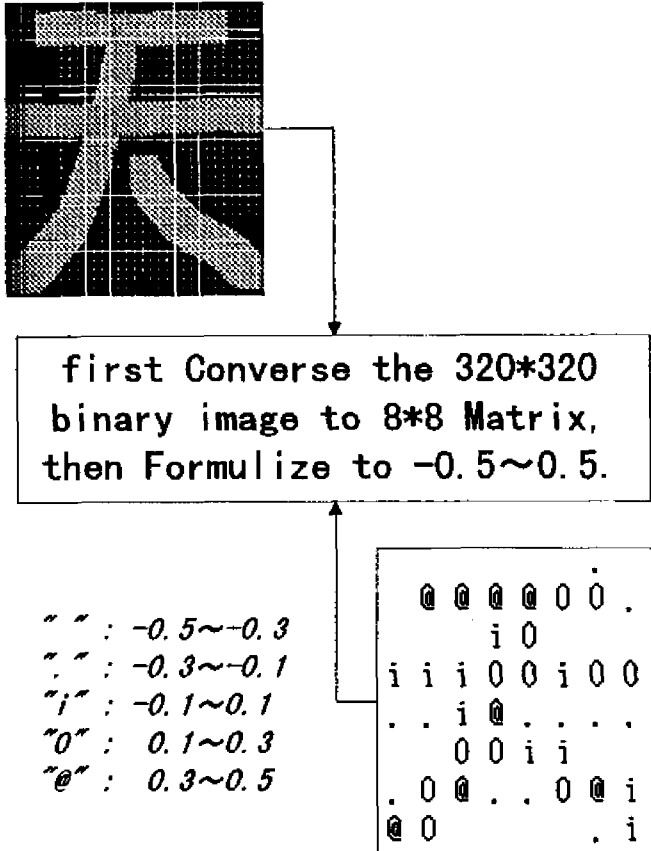 first Converse the 320*320
binary image to 8*8 Matrix,
then Formulize to -0.5～0.5.
" " : -0.5～-0.3
"." : -0.3～-0.1
"i" : -0.1～0.1
"0" : 0.1～0.3
"@" : 0.3～0.5
.
@ @ @ @ 0 0 .
i 0
i i i 0 0 i 0 0
. . i @ . . . .
0 0 i i
. 0 @ . . 0 @ i
@ 0 . i